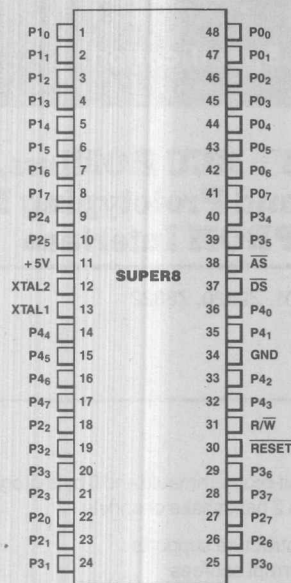 P1₀ 1 48 P0₀
P1₁ 2 47 P0₁
P1₂ 3 46 P0₂
P1₃ 4 45 P0₃
P1₄ 5 44 P0₄
P1₅ 6 43 P0₅
P1₆ 7 42 P0₆
P1₇ 8 41 P0₇
P2₄ 9 40 P3₄
P2₅ 10 39 P3₅
+5V 11 38 A̅S̅
SUPER8
XTAL2 12 37 D̅S̅
XTAL1 13 36 P4₀
P4₄ 14 35 P4₁
P4₅ 15 34 GND
P4₆ 16 33 P4₂
P4₇ 17 32 P4₃
P2₂ 18 31 R/W̅
P3₂ 19 30 R̅E̅S̅E̅T̅
P3₃ 20 29 P3₆
P2₃ 21 28 P3₇
P2₀ 22 27 P2₇
P2₁ 23 26 P2₆
P3₁ 24 25 P3₀